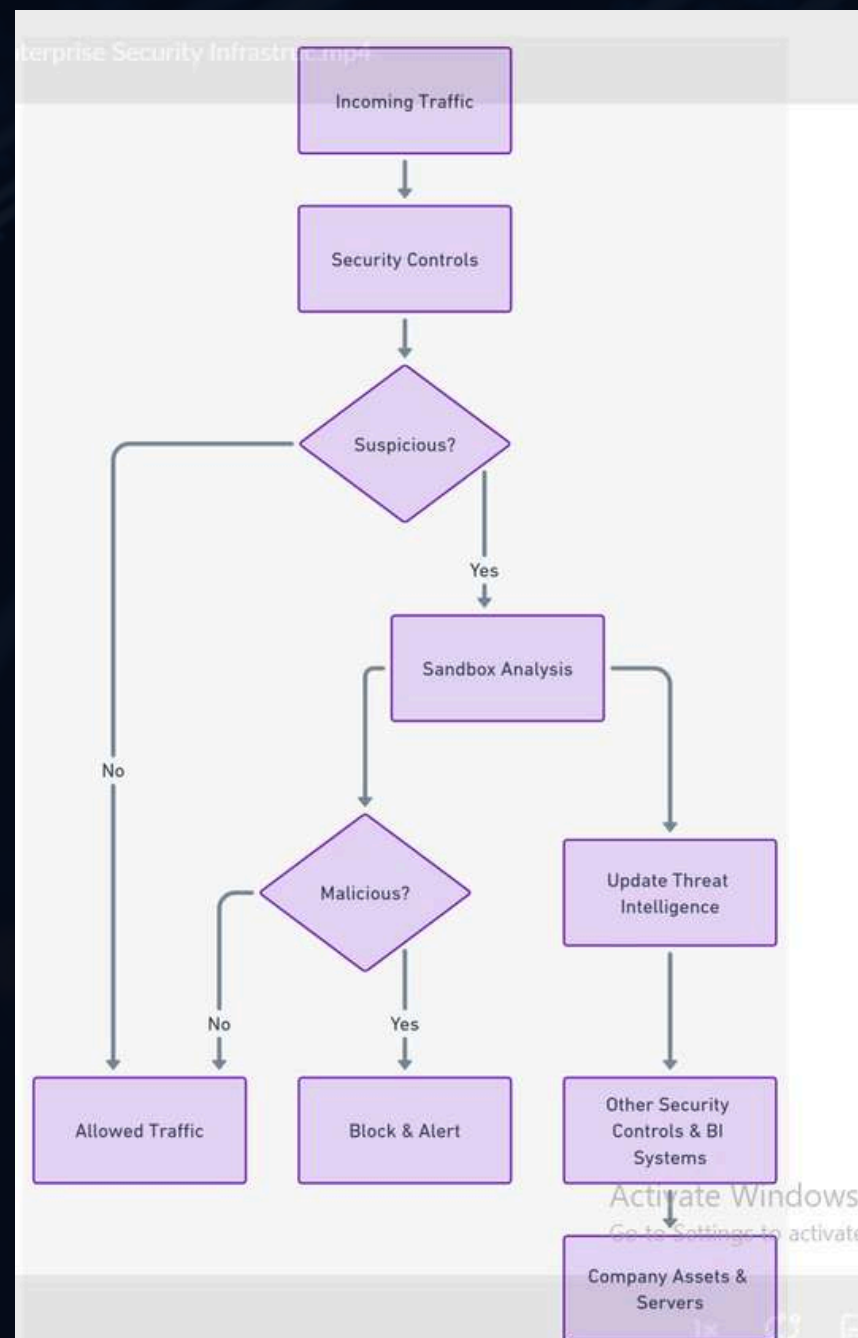 terprise Security Infrastruc.mp4
Incoming Traffic
Security Controls
Suspicious?
Yes
Sandbox Analysis
No
Malicious?
Update Threat
Intelligence
No
Yes
Allowed Traffic
Block & Alert
Other Security
Controls & BI
Systems
Activate Windows
Go to Settings to activate
Company Assets &
Servers
1x